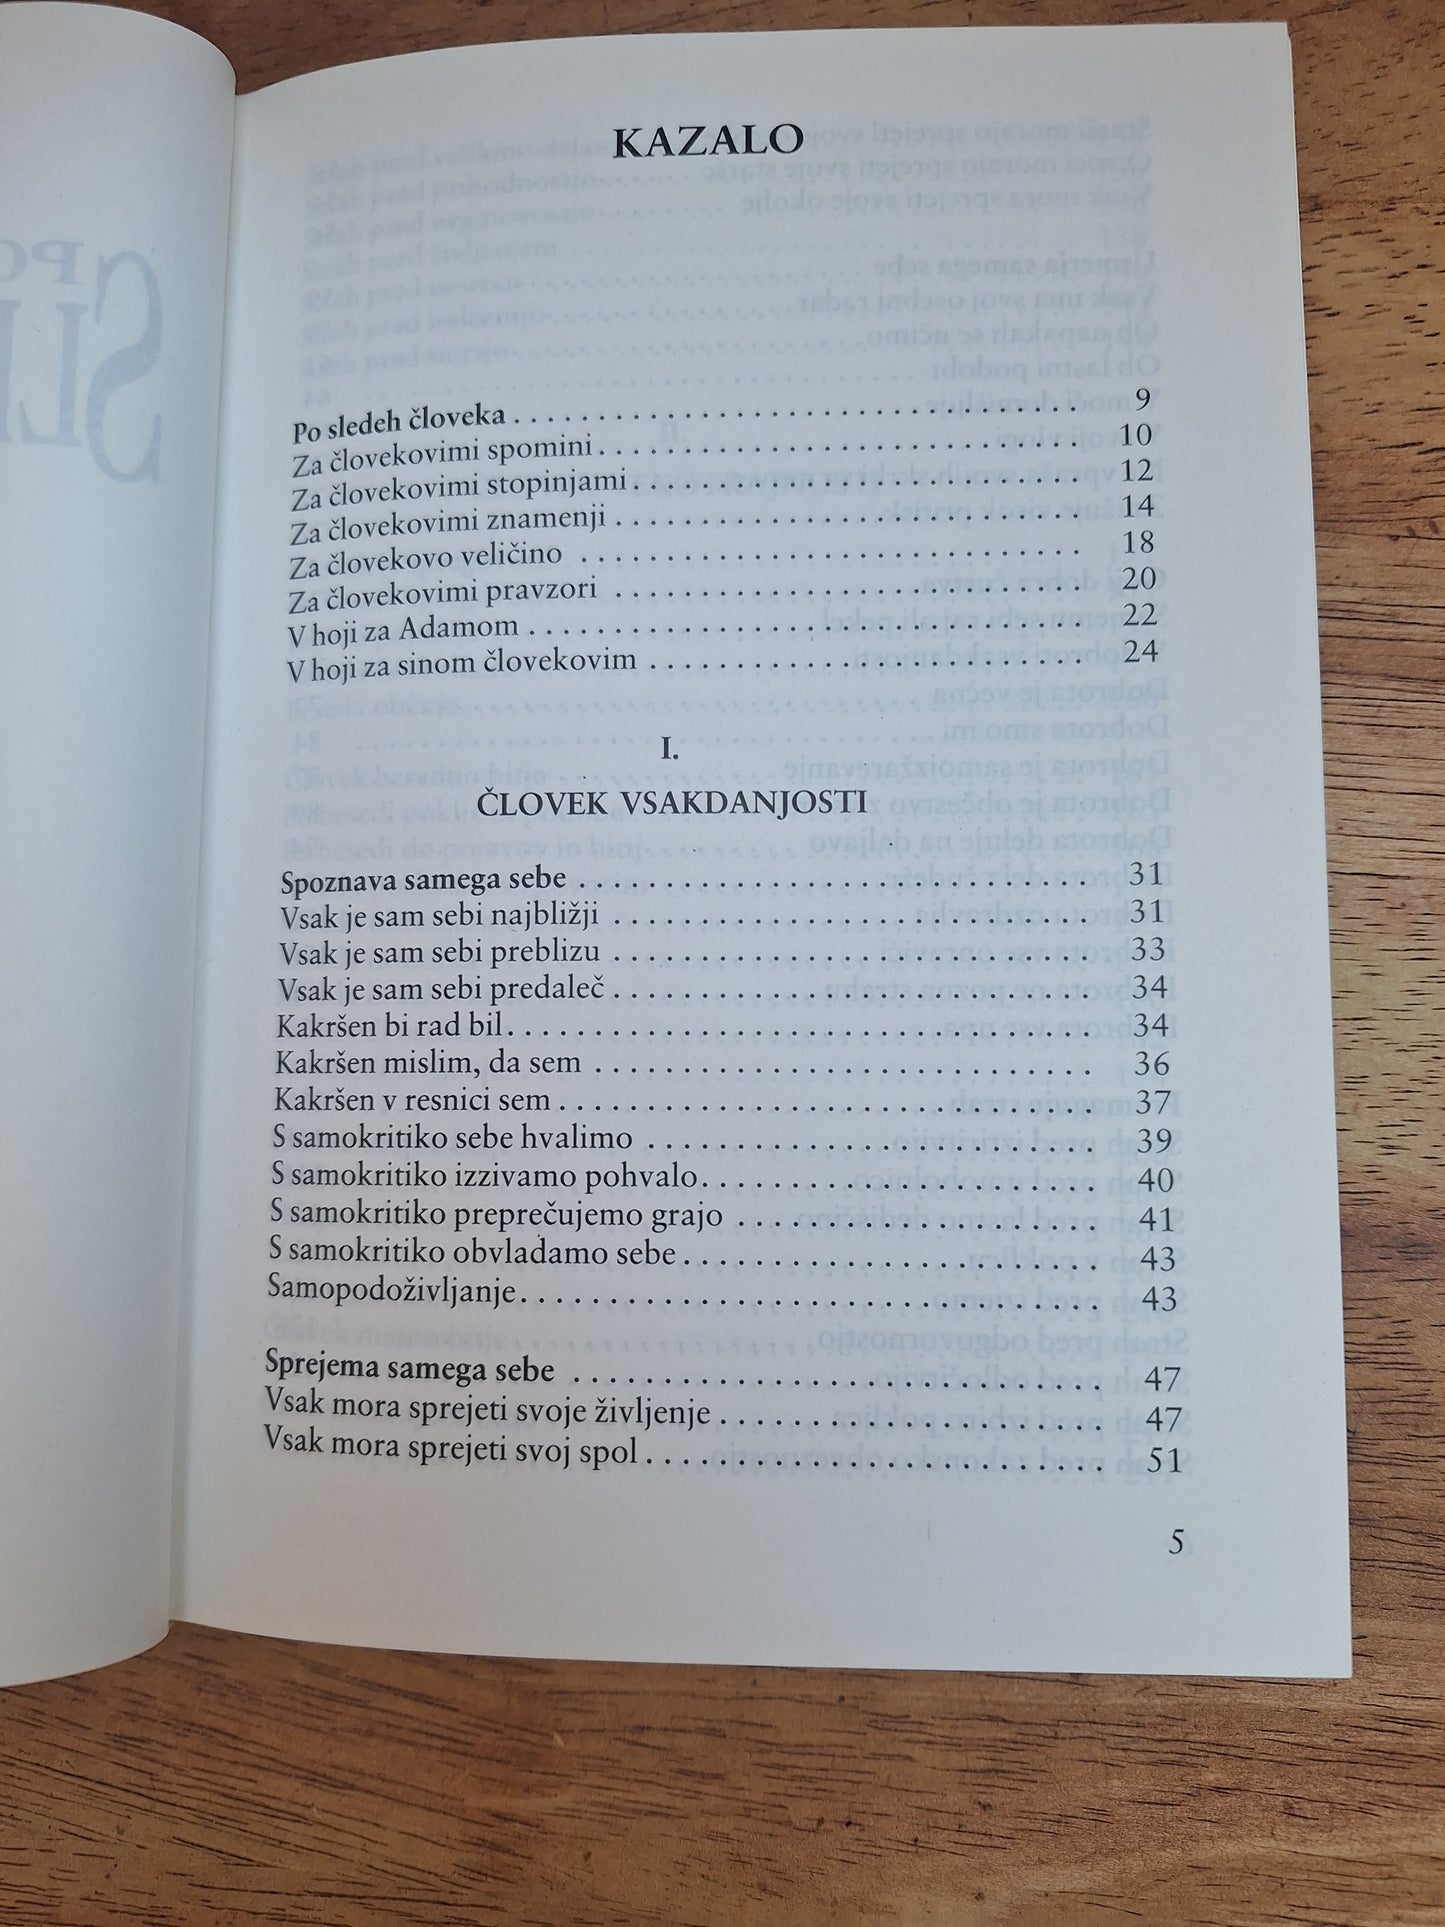 KAZALO
Po sledeh človeka . . . . . . . . . . . . . . . . . . . . . . . . . . . . . . . . . 9
Za človekovimi spomini . . . . . . . . . . . . . . . . . . . . . . . . . . . . 10
Za človekovimi stopinjami . . . . . . . . . . . . . . . . . . . . . . . . . . 12
Za človekovimi znamenji . . . . . . . . . . . . . . . . . . . . . . . . . . . 14
Za človekovo veličino . . . . . . . . . . . . . . . . . . . . . . . . . . . . . 18
Za človekovimi pravzori . . . . . . . . . . . . . . . . . . . . . . . . . . . 20
V hoji za Adamom . . . . . . . . . . . . . . . . . . . . . . . . . . . . . . . . 22
V hoji za sinom človekovim . . . . . . . . . . . . . . . . . . . . . . . . . 24
I.
ČLOVEK VSAKDANJOSTI
Spoznava samega sebe . . . . . . . . . . . . . . . . . . . . . . . . . . . . . 31
Vsak je sam sebi najbližji . . . . . . . . . . . . . . . . . . . . . . . . . . . 31
Vsak je sam sebi preblizu . . . . . . . . . . . . . . . . . . . . . . . . . . . 33
Vsak je sam sebi predaleč . . . . . . . . . . . . . . . . . . . . . . . . . . . 34
Kakršen bi rad bil . . . . . . . . . . . . . . . . . . . . . . . . . . . . . . . . . 34
Kakršen mislim, da sem . . . . . . . . . . . . . . . . . . . . . . . . . . . . 36
Kakršen v resnici sem . . . . . . . . . . . . . . . . . . . . . . . . . . . . . . 37
S samokritiko sebe hvalimo . . . . . . . . . . . . . . . . . . . . . . . . . 39
S samokritiko izzivamo pohvalo . . . . . . . . . . . . . . . . . . . . . . 40
S samokritiko preprečujemo grajo . . . . . . . . . . . . . . . . . . . . 41
S samokritiko obvladamo sebe . . . . . . . . . . . . . . . . . . . . . . . 43
Samopodoživljanje . . . . . . . . . . . . . . . . . . . . . . . . . . . . . . . . 43
Sprejema samega sebe . . . . . . . . . . . . . . . . . . . . . . . . . . . . . . 47
Vsak mora sprejeti svoje življenje . . . . . . . . . . . . . . . . . . . . . 47
Vsak mora sprejeti svoj spol . . . . . . . . . . . . . . . . . . . . . . . . . 51
5